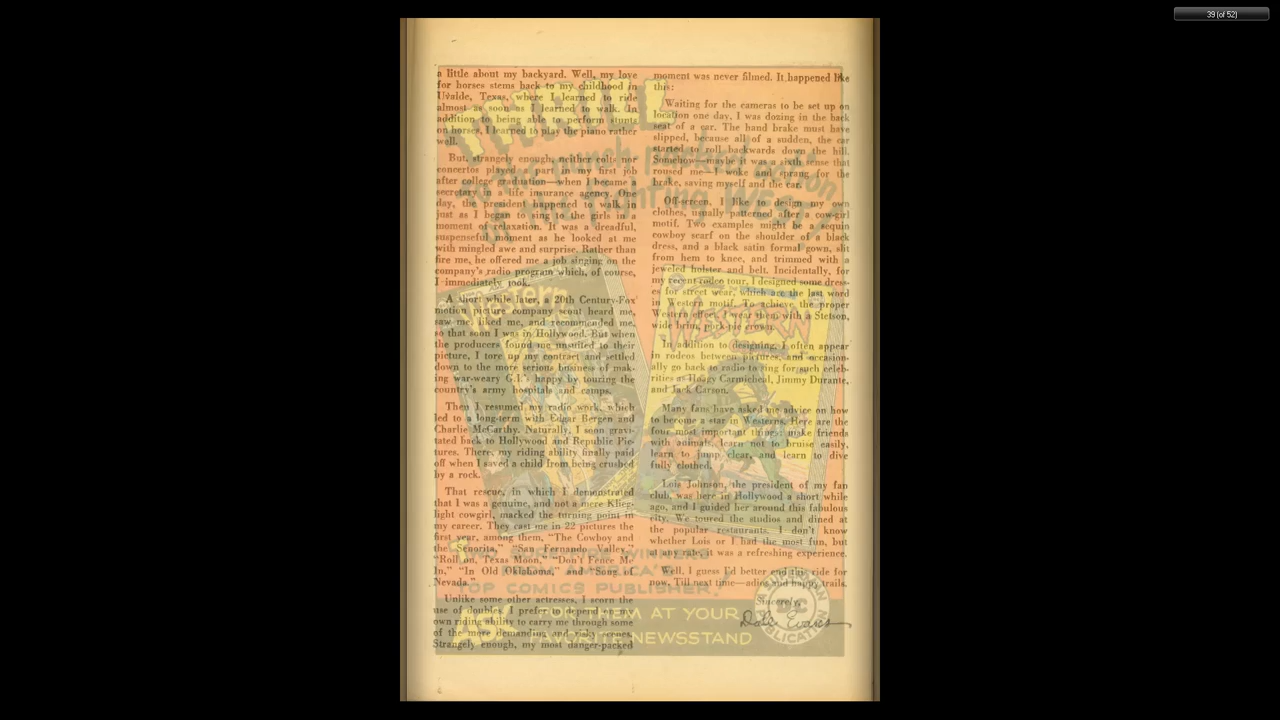 39 (of 52)
a little about my backyard. Well, my love
for horses stems back to my childhood in
Uvalde, Texas, where I learned to ride
almost as soon as I learned to walk. In
addition to being able to perform stunts
on horses, I learned to play the piano rather
well.
But, strangely enough, neither colts nor
concertos played a part in my first job
after college graduation—when I became a
secretary in a life insurance agency. One
day, the president happened to walk in
just as I began to sing to the girls in a
moment of relaxation. It was a dreadful,
suspenseful moment as he looked at me
with mingled awe and surprise. Rather than
fire me, he offered me a job singing on the
company's radio program which, of course,
I immediately took.
A short while later, a 20th Century-Fox
motion picture company scout heard me,
saw me, liked me, and recommended me,
so that soon I was in Hollywood. But when
the producers found me unsuited to their
picture, I tore up my contract and settled
down to the more serious business of mak-
ing war-weary G.I.'s happy by touring the
country's army hospitals and camps.
Then I resumed my radio work, which
led to a long-term with Edgar Bergen and
Charlie McCarthy. Naturally, I soon gravi-
tated back to Hollywood and Republic Pic-
tures. There, my riding ability finally paid
off when I saved a child from being crushed
by a rock.
That rescue, in which I demonstrated
that I was a genuine, and not a mere Klieg-
light cowgirl, marked the turning point in
my career. They cast me in 22 pictures the
first year, among them, "The Cowboy and
the Senorita," "San Fernando Valley,"
"Roll on, Texas Moon," "Don't Fence Me
In," "In Old Oklahoma," and "Song of
Nevada."
Unlike some other actresses, I scorn the
use of doubles. I prefer to depend on my
own riding ability to carry me through some
of the more demanding and risky scenes.
Strangely enough, my most danger-packed
moment was never filmed. It happened like
this:
Waiting for the cameras to be set up on
location one day, I was dozing in the back
seat of a car. The hand brake must have
slipped, because all of a sudden, the car
started to roll backwards down the hill.
Somehow—maybe it was a sixth sense that
roused me—I woke and sprang for the
brake, saving myself and the car.
Off-screen, I like to design my own
clothes, usually patterned after a cow-girl
motif. Two examples might be a sequin
cowboy scarf on the shoulder of a black
dress, and a black satin formal gown, slit
from hem to knee, and trimmed with a
jeweled holster and belt. Incidentally, for
my recent rodeo tour, I designed some dress-
es for street wear, which are the last word
in Western motif. To achieve the proper
Western effect, I wear them with a Stetson,
wide brim, pork-pie crown.
In addition to designing, I often appear
in rodeos between pictures, and occasion-
ally go back to radio to sing for such celeb-
rities as Hoagy Carmichael, Jimmy Durante,
and Jack Carson.
Many fans have asked me advice on how
to become a star in Westerns. Here are the
four most important things: make friends
with animals, learn not to bruise easily,
learn to jump clear, and learn to dive
fully clothed.
Lois Johnson, the president of my fan
club, was here in Hollywood a short while
ago, and I guided her around this fabulous
city. We toured the studios and dined at
the popular restaurants. I don't know
whether Lois or I had the most fun, but
at any rate, it was a refreshing experience.
Well, I guess I'd better end this ride for
now. Till next time—adios and happy trails.
Sincerely,
Dale Evans
THRILL
to the punch-packed action
of the fighting WEST!
Western
WESTERN
WINNERS
AMERICA'S
TOP COMICS PUBLISHER!
ASK FOR THEM AT YOUR
FAVORITE NEWSSTAND